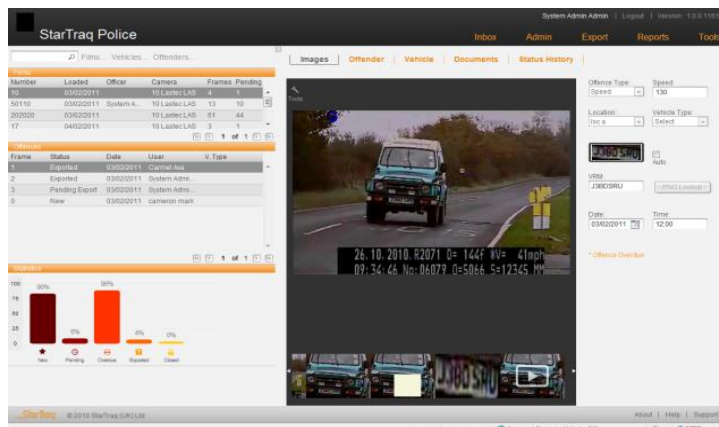 System Admin Admin | Logout | Version 1.0.0.1161
StarTraq Police
Inbox Admin Export Reports Tools
Films... Vehicles... Offenders...
Images Offender Vehicle Documents Status History
Films
Number Loaded Officer Camera Frames Pending
10 03/02/2011 10 Lastec LAS 4 1
50110 03/02/2011 System A... 10 Lastec LAS 13 10
202020 03/02/2011 10 Lastec LAS 61 44
17 04/02/2011 10 Lastec LAS 3 1
1 of 1
Offences
Frame Status Date User V. Type
1 Exported 03/02/2011
2 Exported 03/02/2011 System Admi...
3 Pending Export 03/02/2011 System Admi...
0 New 03/02/2011 cameron mark
1 of 1
Statistics
100
75
50
25
0
90%
6%
96%
4%
0%
New Pending Overdue Exported Closed
Tools
26.10.2010.R2071 D= 144f *V= 41mph
09:34:46 No:06079 O=5066 S=12345 MM
J38DSRU
Offence Type: Speed
Speed 130
Location: Vehicle Type:
loc a Select
Auto
VRM:
J38DSRU
Date: Time:
03/02/2011 12:00
* Offence Overdue
StarTraq © 2010 StarTraq (UK) Ltd
About | Help | Support